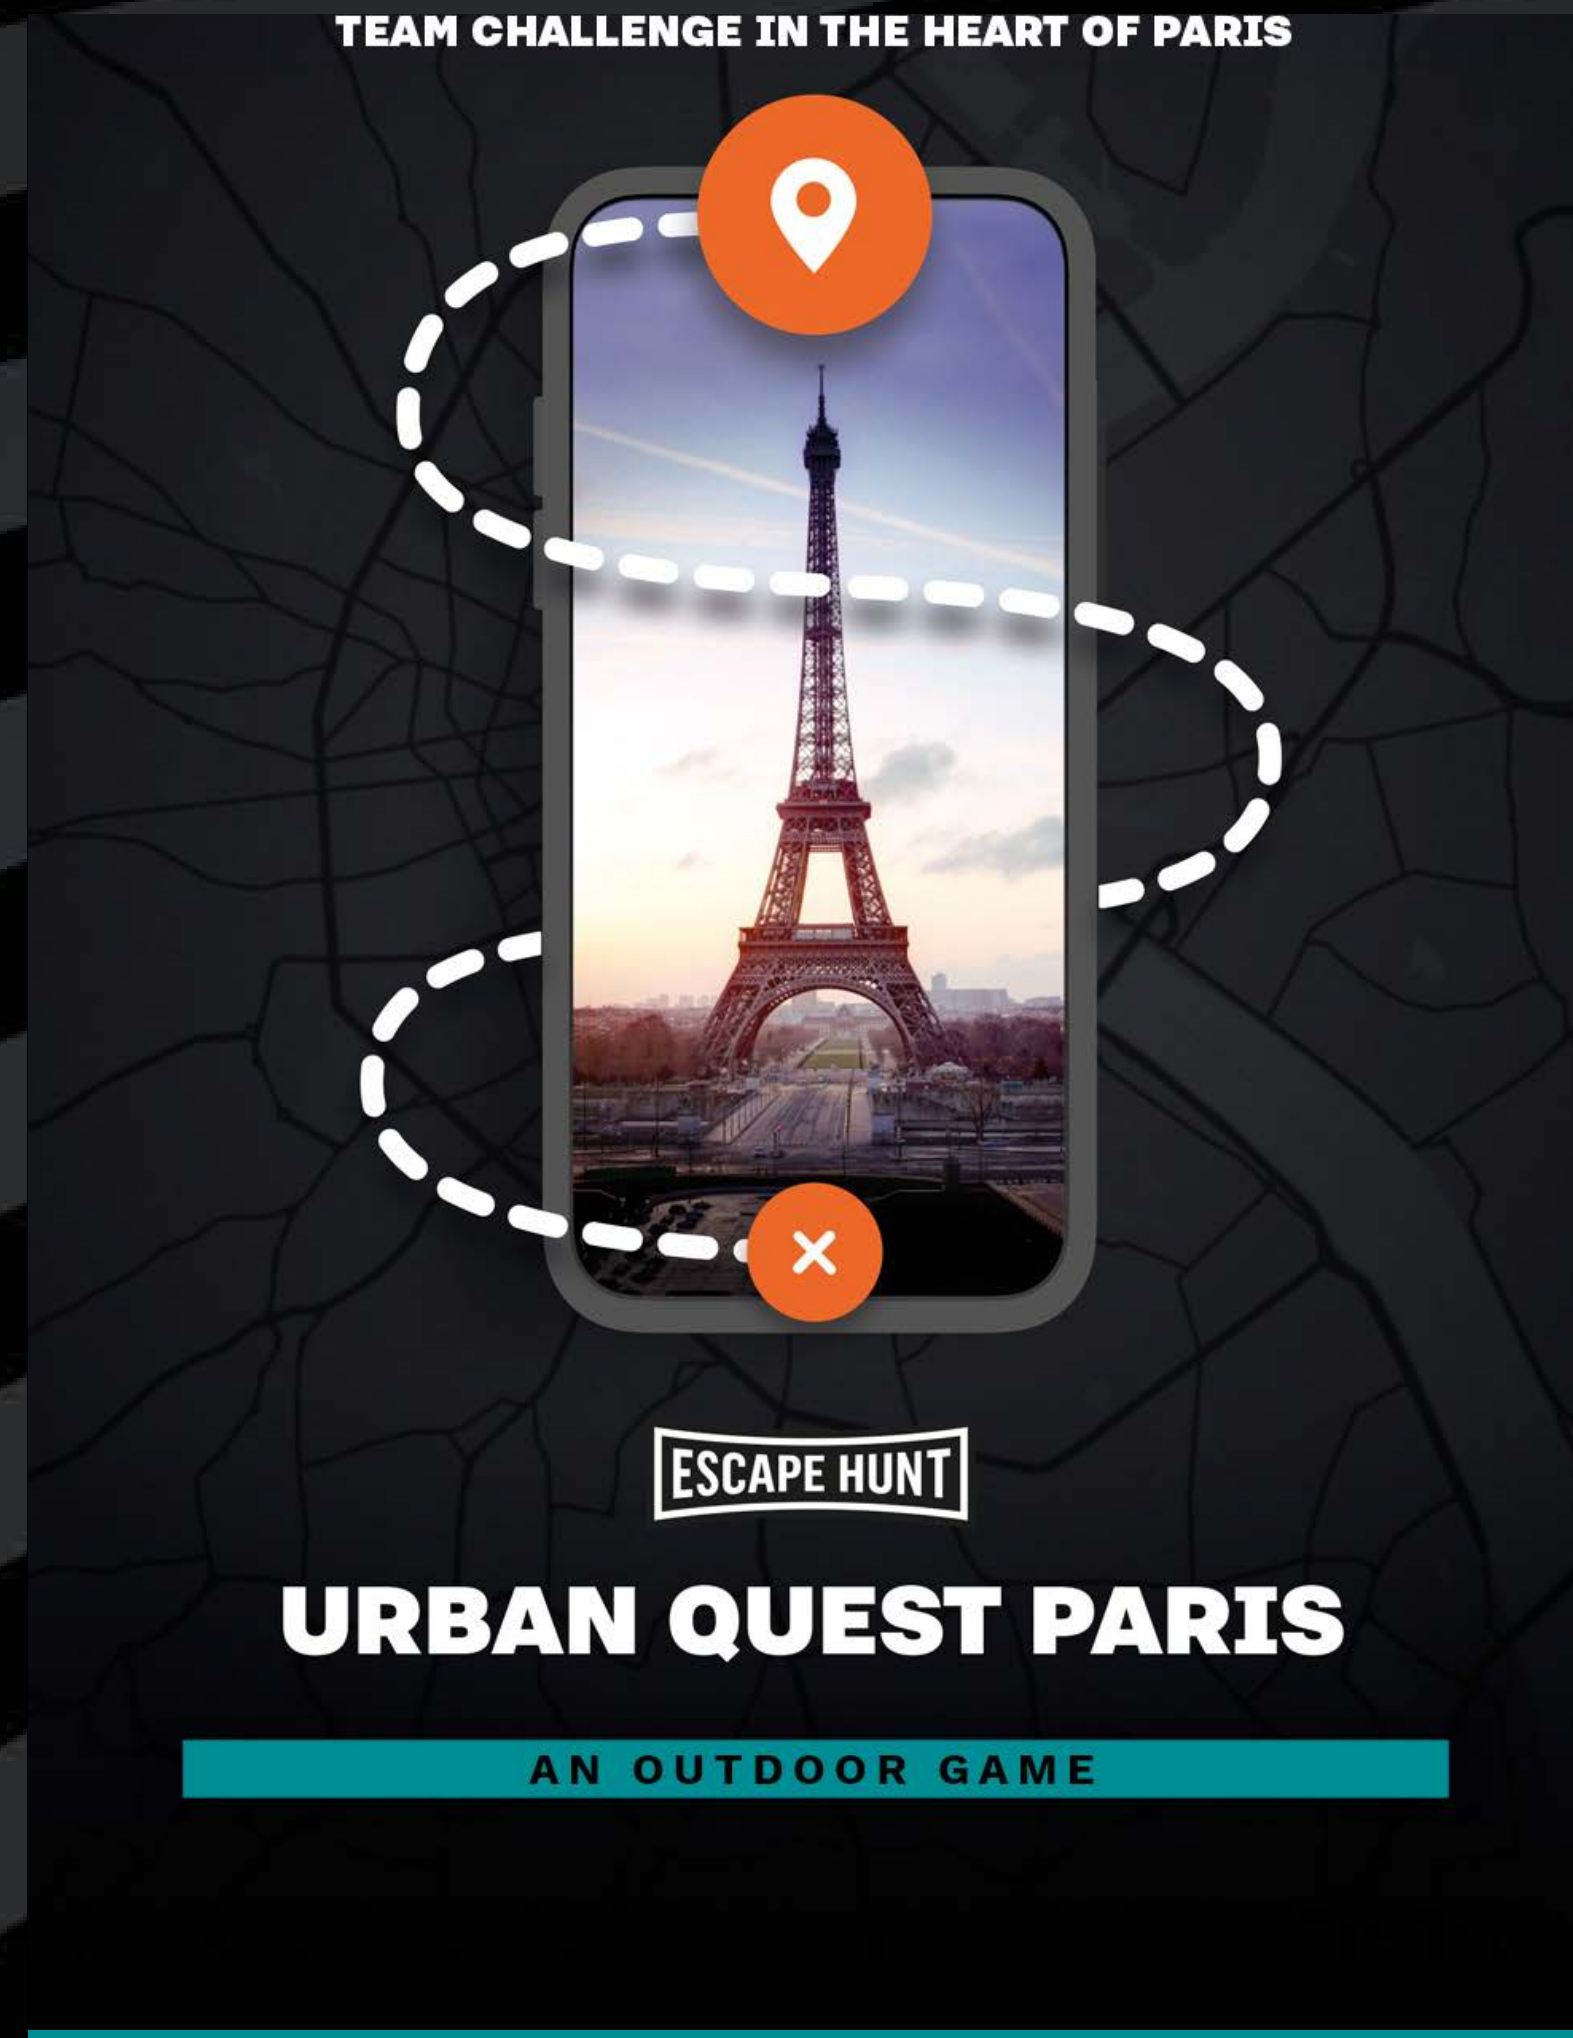 TEAM CHALLENGE IN THE HEART OF PARIS
ESCAPE HUNT
URBAN QUEST PARIS
AN OUTDOOR GAME